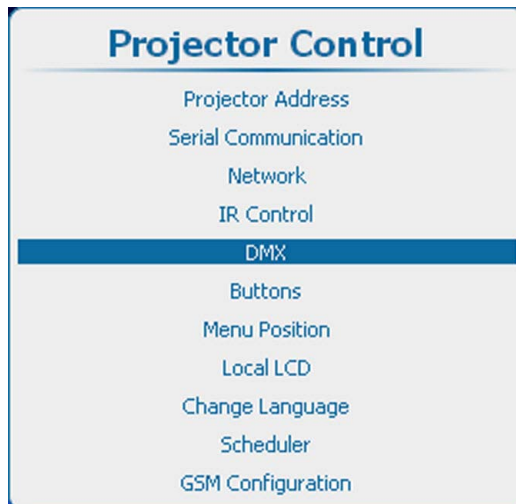 Projector Control
Projector Address
Serial Communication
Network
IR Control
DMX
Buttons
Menu Position
Local LCD
Change Language
Scheduler
GSM Configuration